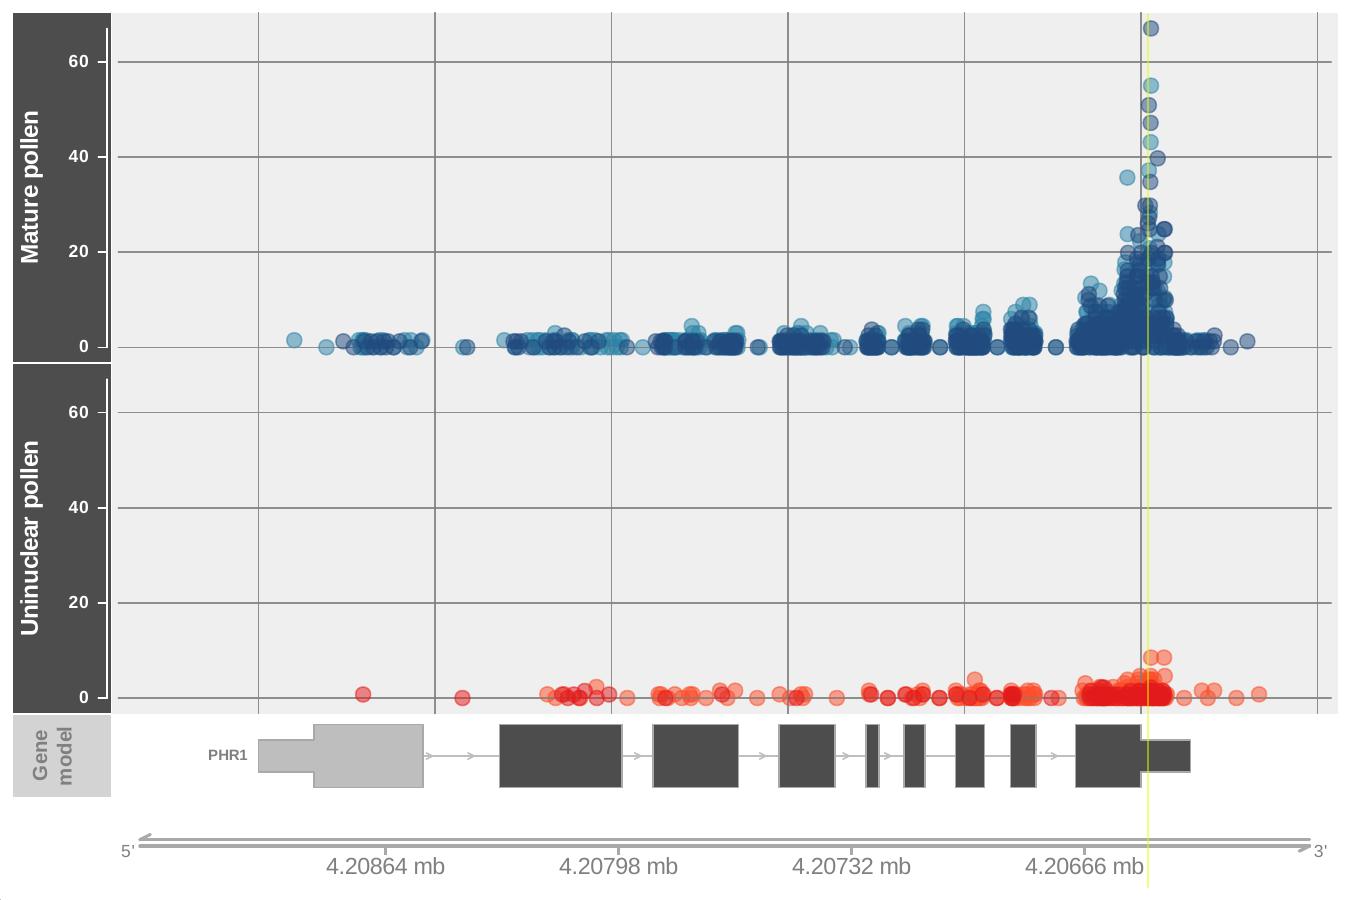 Mature pollen
60
40
20
0
Uninuclear pollen
60
40
20
0
Gene
model
PHR1
5'
3'
4.20864 mb
4.20798 mb
4.20732 mb
4.20666 mb